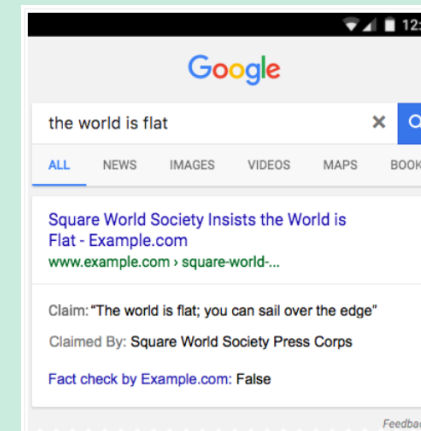 12:
Google
the world is flat
ALL NEWS IMAGES VIDEOS MAPS BOOK
Square World Society Insists the World is
Flat - Example.com
www.example.com › square-world-...
Claim: “The world is flat; you can sail over the edge”
Claimed By: Square World Society Press Corps
Fact check by Example.com: False
Feedba